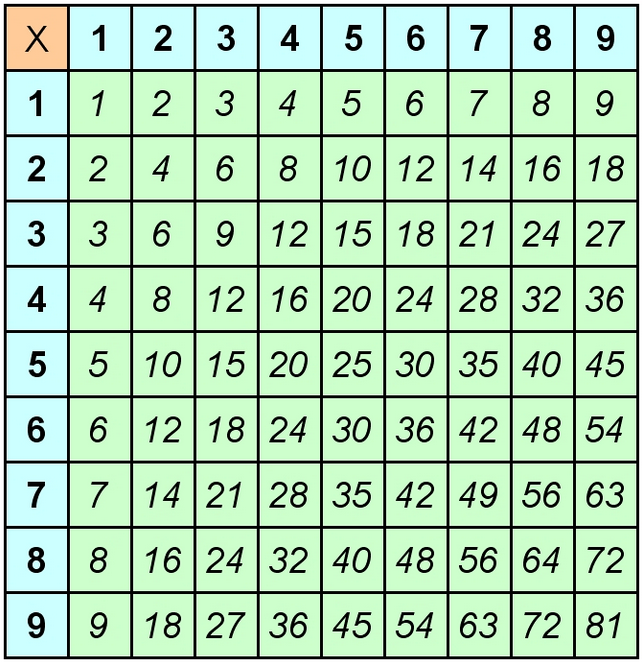 X 1 2 3 4 5 6 7 8 9
1 1 2 3 4 5 6 7 8 9
2 2 4 6 8 10 12 14 16 18
3 3 6 9 12 15 18 21 24 27
4 4 8 12 16 20 24 28 32 36
5 5 10 15 20 25 30 35 40 45
6 6 12 18 24 30 36 42 48 54
7 7 14 21 28 35 42 49 56 63
8 8 16 24 32 40 48 56 64 72
9 9 18 27 36 45 54 63 72 81